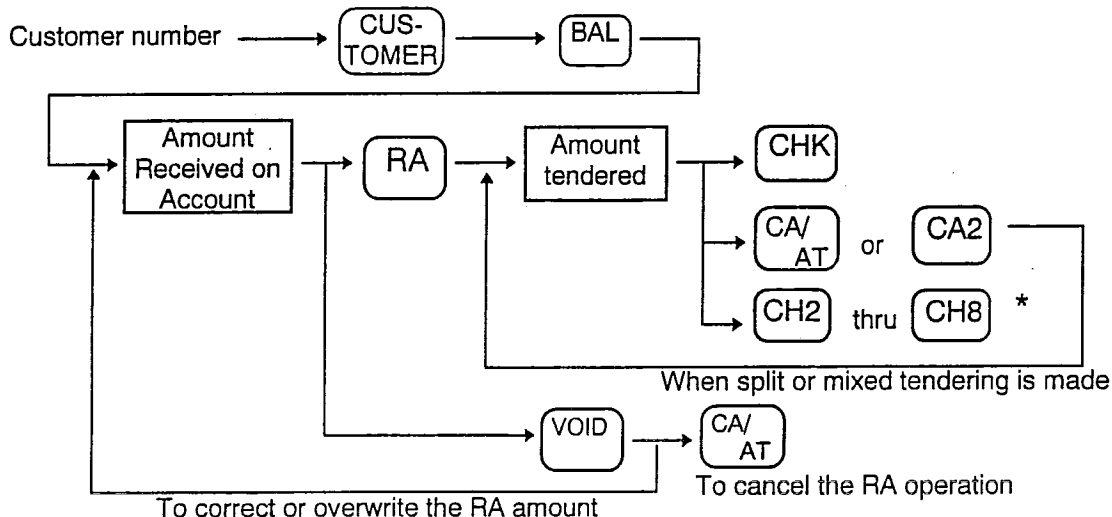 Customer number
CUS-
TOMER
BAL
Amount
Received on
Account
RA
Amount
tendered
CHK
CA/
AT
or
CA2
CH2
thru
CH8
*
When split or mixed tendering is made
VOID
CA/
AT
To cancel the RA operation
To correct or overwrite the RA amount